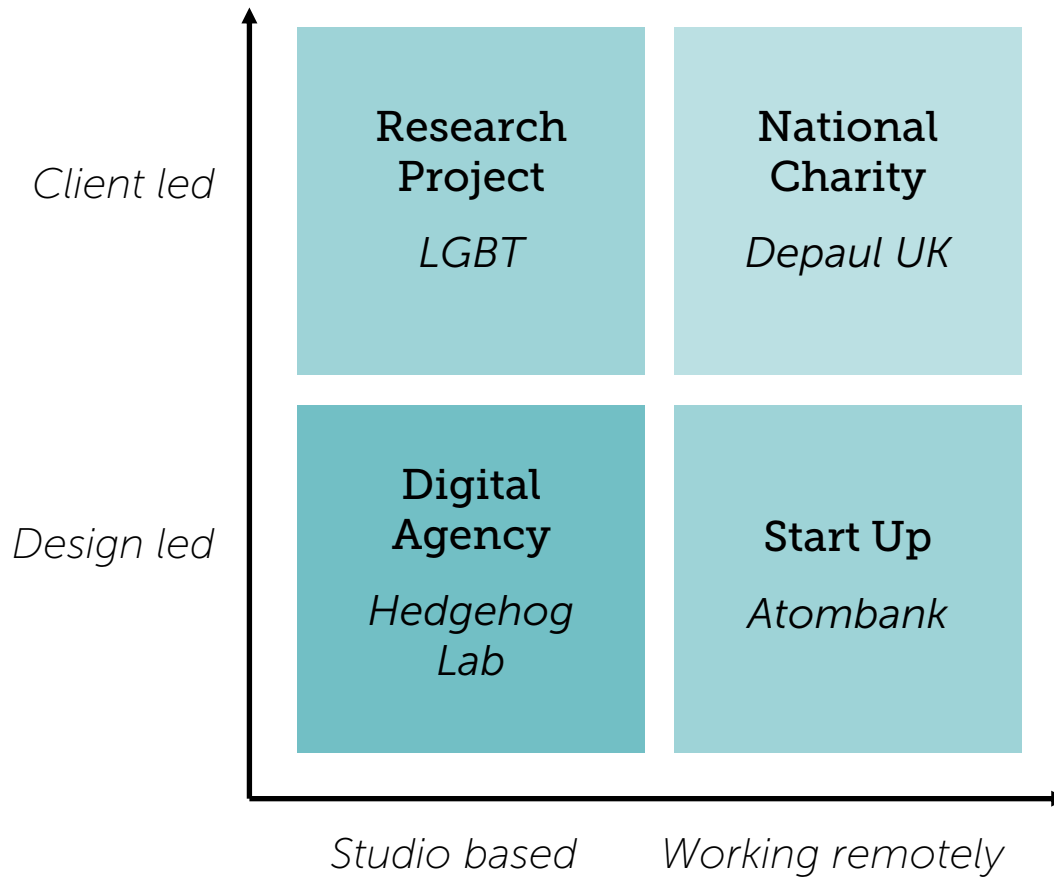 Client led
Research
Project
LGBT
National
Charity
Depaul UK
Design led
Digital
Agency
Hedgehog
Lab
Start Up
Atombank
Studio based
Working remotely